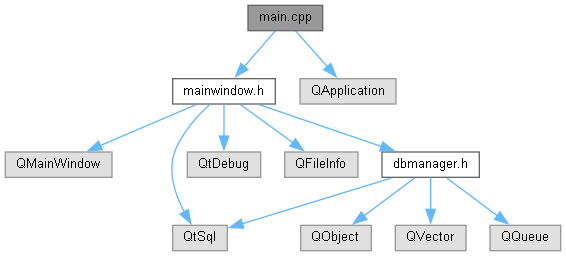 main.cpp
mainwindow.h
QApplication
QMainWindow
QtDebug
QFileInfo
dbmanager.h
QtSql
QObject
QVector
QQueue